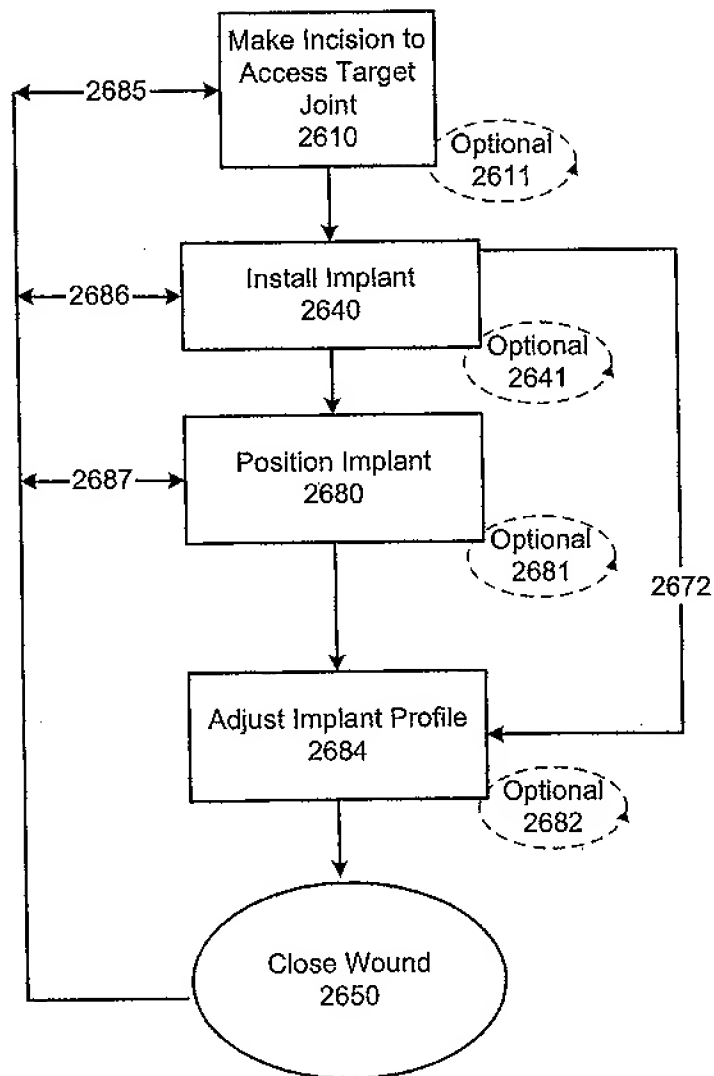 Make Incision to
Access Target
Joint
2610
2685
Optional
2611
Install Implant
2640
2686
Optional
2641
Position Implant
2680
2687
Optional
2681
2672
Adjust Implant Profile
2684
Optional
2682
Close Wound
2650